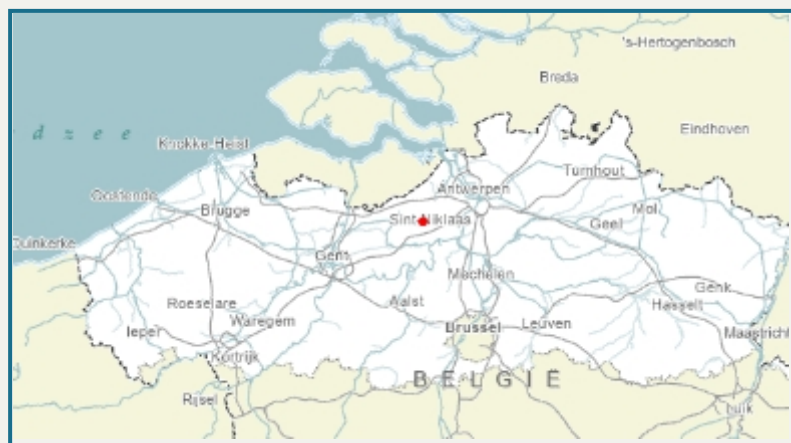 's-Hertogenbosch
Breda
d z e e
Eindhoven
Knokke-Heist
Turnhout
Antwerpen
Oostende
Mol
Brugge
Sint-Niklaas
Geel
Duinkerke
Gent
Mechelen
Genk
Roeselare
Aalst
Hasselt
Ieper
Waregem
Brussel
Leuven
Maastricht
Kortrijk
BELGIË
Rijsel
Luik